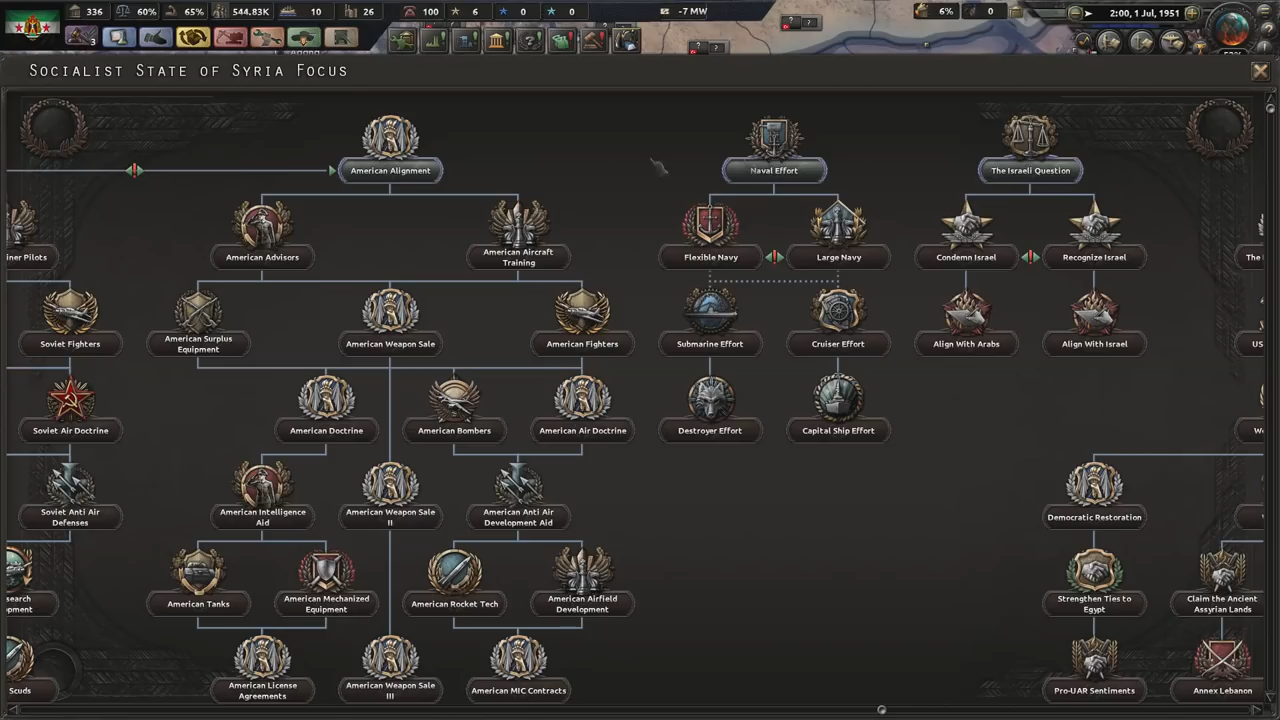 336
60%
65%
544.83K
10
26
100
6
0
0
-7 MW
6%
0
2:00, 1 Jul, 1951
3
Socialist State of Syria Focus
American Alignment
Naval Effort
The Israeli Question
iner Pilots
American Advisors
American Aircraft
Training
Flexible Navy
Large Navy
Condemn Israel
Recognize Israel
Soviet Fighters
American Surplus
Equipment
American Weapon Sale
American Fighters
Submarine Effort
Cruiser Effort
Align With Arabs
Align With Israel
Soviet Air Doctrine
American Doctrine
American Bombers
American Air Doctrine
Destroyer Effort
Capital Ship Effort
Soviet Anti Air
Defenses
American Intelligence
Aid
American Weapon Sale
II
American Anti Air
Development Aid
Democratic Restoration
American Tanks
American Mechanized
Equipment
American Rocket Tech
American Airfield
Development
Strengthen Ties to
Egypt
Claim the Ancient
Assyrian Lands
Scuds
American License
Agreements
American Weapon Sale
III
American MIC Contracts
Pro-UAR Sentiments
Annex Lebanon